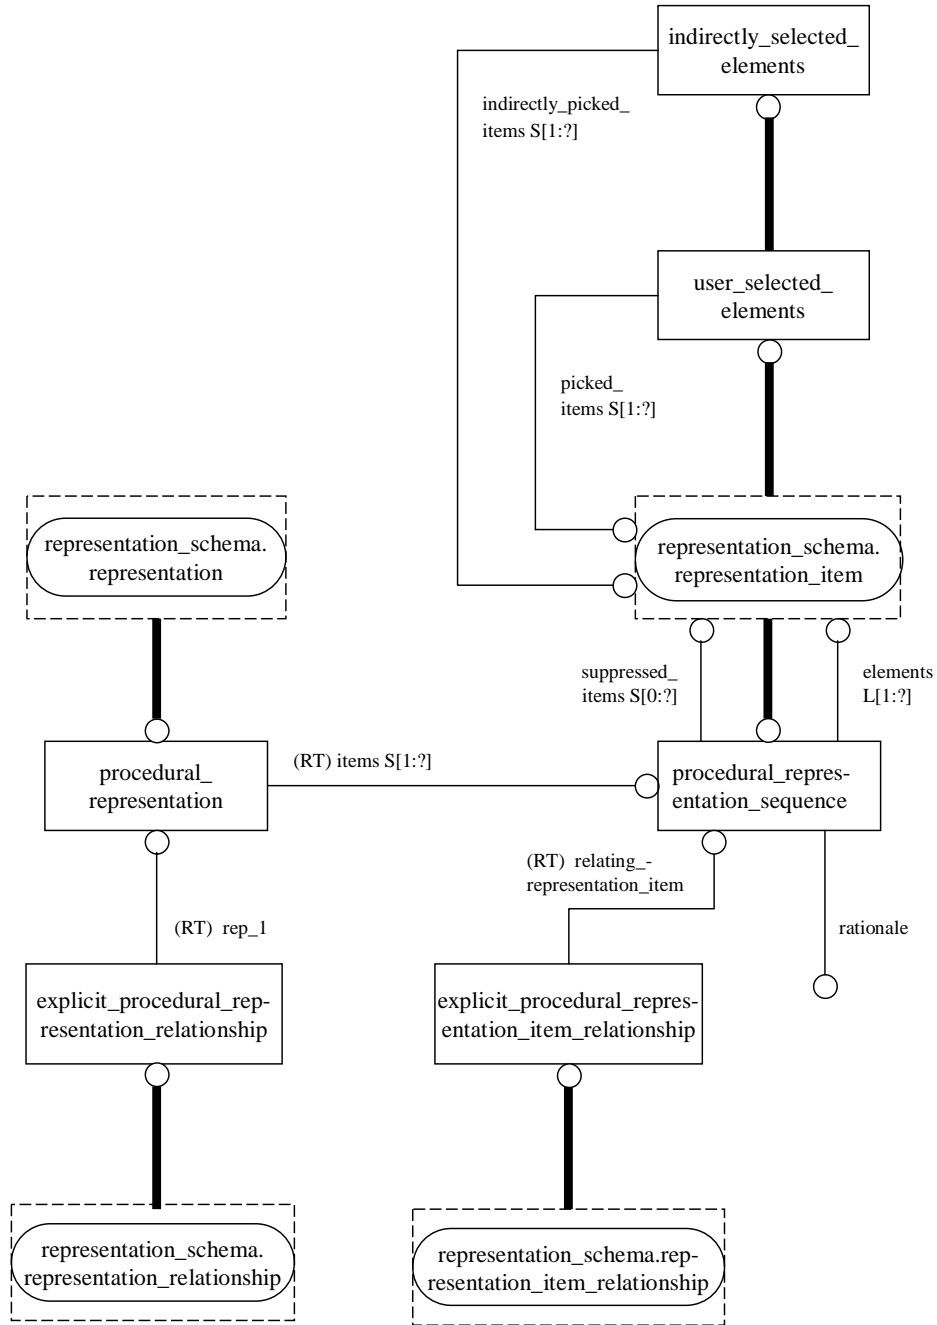 indirectly_selected_
elements
indirectly_picked_
items S[1:?]
user_selected_
elements
picked_
items S[1:?]
representation_schema.
representation
representation_schema.
representation_item
suppressed_
items S[0:?]
elements
L[1:?]
procedural_
representation
(RT) items S[1:?]
procedural_repres-
entation_sequence
(RT) relating_-
representation_item
(RT) rep_1
rationale
explicit_procedural_rep-
resentation_relationship
explicit_procedural_repres-
entation_item_relationship
representation_schema.
representation_relationship
representation_schema.rep-
resentation_item_relationship